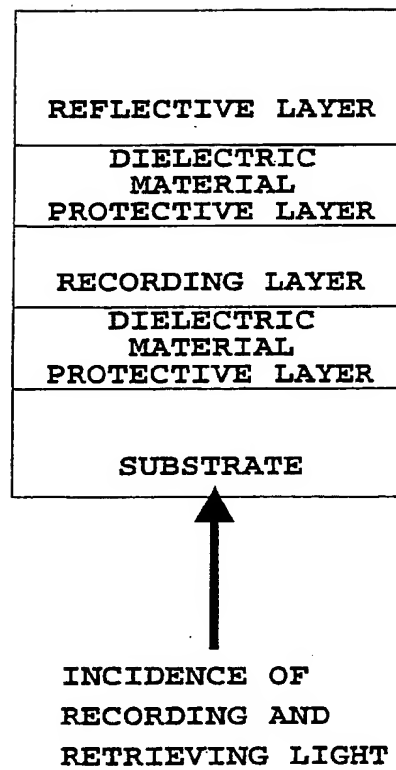 REFLECTIVE LAYER
DIELECTRIC
MATERIAL
PROTECTIVE LAYER
RECORDING LAYER
DIELECTRIC
MATERIAL
PROTECTIVE LAYER
SUBSTRATE
INCIDENCE OF
RECORDING AND
RETRIEVING LIGHT